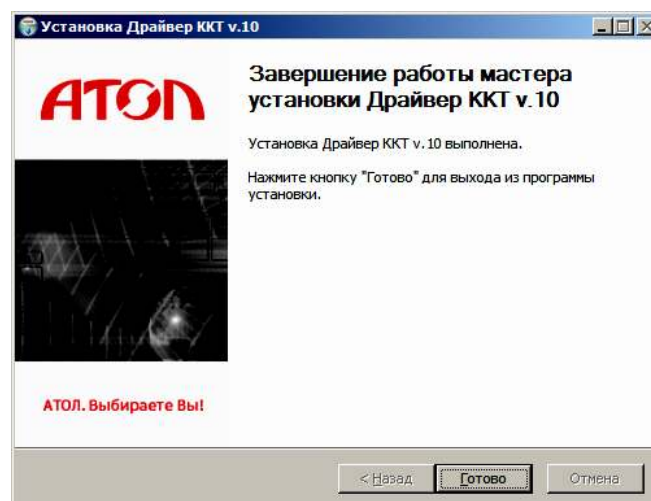 Установка Драйвер ККТ v.10
АТОЛ
Завершение работы мастера
установки Драйвер ККТ v.10
Установка Драйвер ККТ v.10 выполнена.
Нажмите кнопку "Готово" для выхода из программы
установки.
АТОЛ. Выбираете Вы!
< Назад
Готово
Отмена